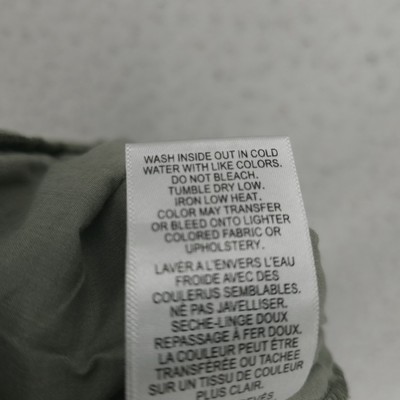 WASH INSIDE OUT IN COLD
WATER WITH LIKE COLORS.
DO NOT BLEACH.
TUMBLE DRY LOW.
IRON LOW HEAT.
COLOR MAY TRANSFER
OR BLEED ONTO LIGHTER
COLORED FABRIC OR
UPHOLSTERY.
LAVER A L'ENVERS L'EAU
FROIDE AVEC DES
COULERUS SEMBLABLES.
NÉ PAS JAVELLISER.
SECHE-LINGE DOUX
REPASSAGE À FER DOUX.
LA COULEUR PEUT ÊTRE
TRANSFÉRÉE OU TACHÉE
SUR UN TISSU DE COULEUR
PLUS CLAIR.